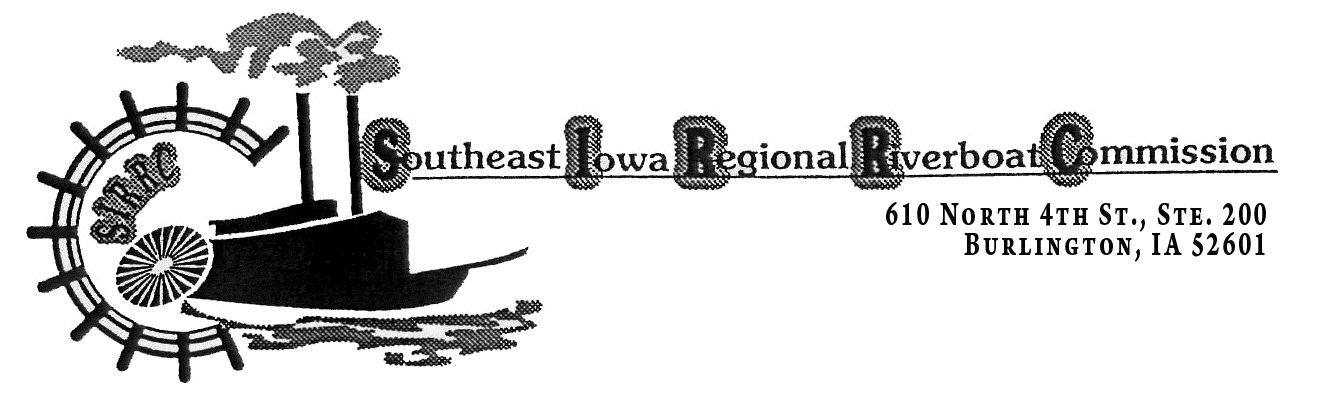 SIRRC
Southeast Iowa Regional Riverboat Commission
610 North 4th St., Ste. 200
Burlington, IA 52601